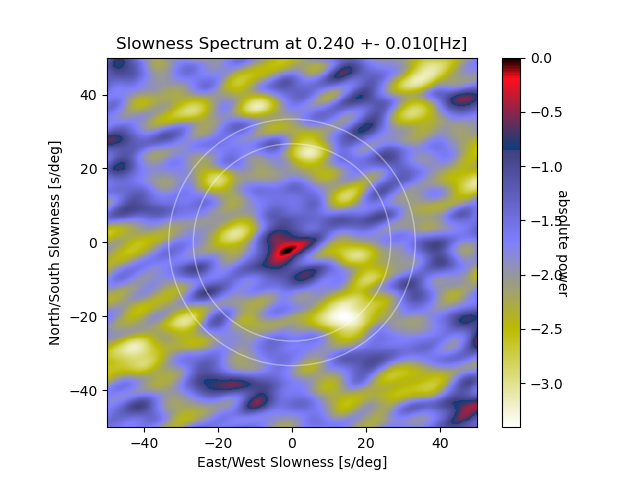 Slowness Spectrum at 0.240 +- 0.010[Hz]
North/South Slowness [s/deg]
40
20
0
−20
−40
−40 −20 0 20 40
East/West Slowness [s/deg]
0.0
−0.5
−1.0
−1.5
−2.0
−2.5
−3.0
absolute power